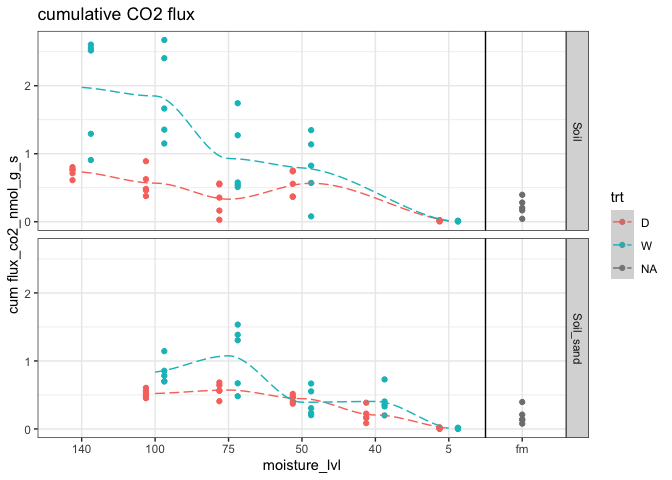 cumulative CO2 flux
cum flux_co2_nmol_g_s
2
1
0
Soil
2
1
0
Soil_sand
140 100 75 50 40 5 fm
moisture_lvl
trt
D
W
NA